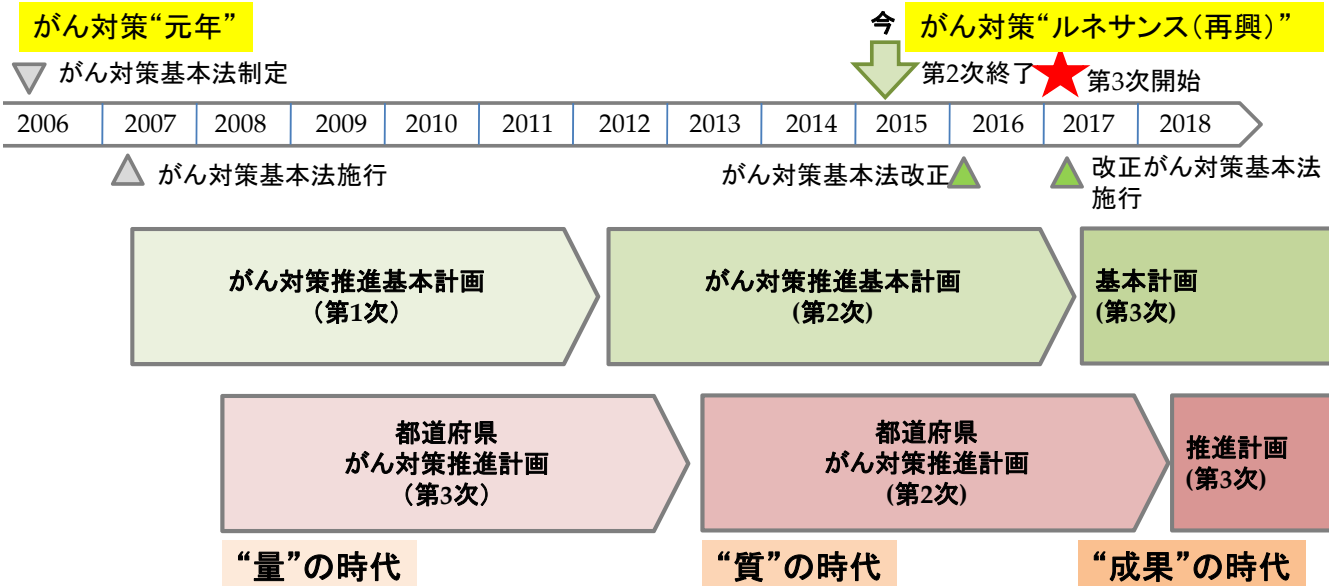 がん対策“元年”
今
がん対策“ルネサンス（再興）”
がん対策基本法制定
第2次終了
第3次開始
2006 2007 2008 2009 2010 2011 2012 2013 2014 2015 2016 2017 2018
がん対策基本法施行
がん対策基本法改正
改正がん対策基本法
施行
がん対策推進基本計画
（第1次）
がん対策推進基本計画
(第2次)
基本計画
(第3次)
都道府県
がん対策推進計画
（第3次）
都道府県
がん対策推進計画
(第2次)
推進計画
(第3次)
“量”の時代
“質”の時代
“成果”の時代